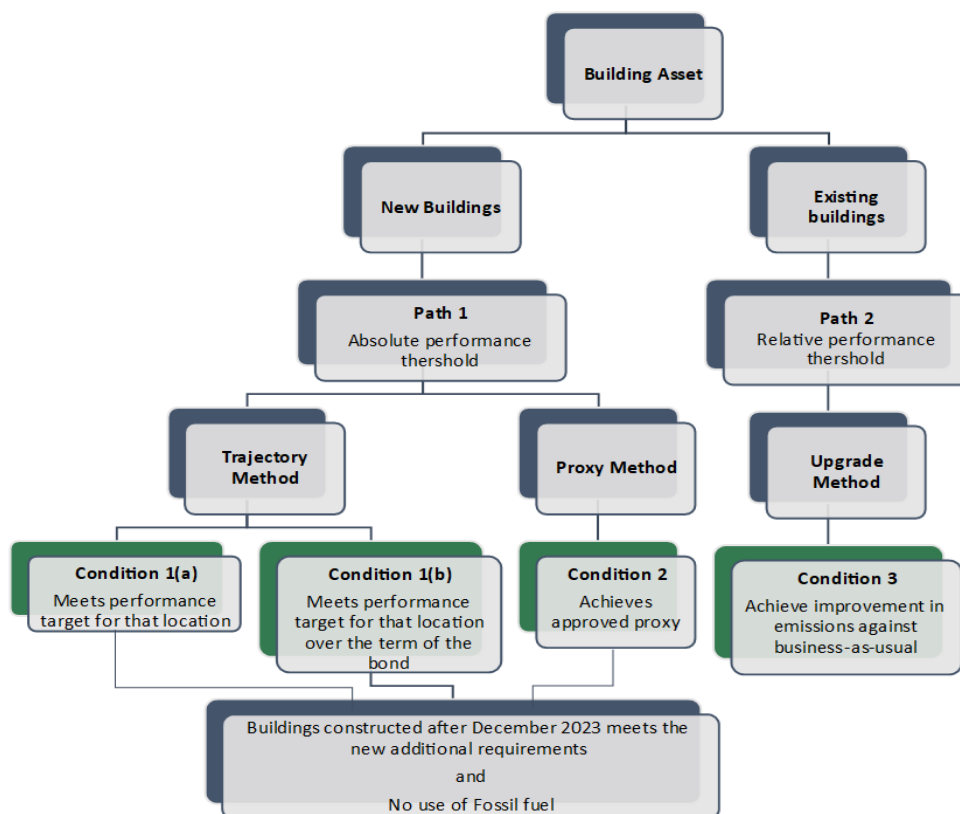 Building Asset
New Buildings
Existing
buildings
Path 1
Absolute performance
thershold
Path 2
Relative performance
thershold
Trajectory
Method
Proxy Method
Upgrade
Method
Condition 1(a)
Meets performance
target for that location
Condition 1(b)
Meets performance
target for that location
over the term of the
bond
Condition 2
Achieves
approved proxy
Condition 3
Achieve improvement in
emissions against
business-as-usual
Buildings constructed after December 2023 meets the
new additional requirements
and
No use of Fossil fuel